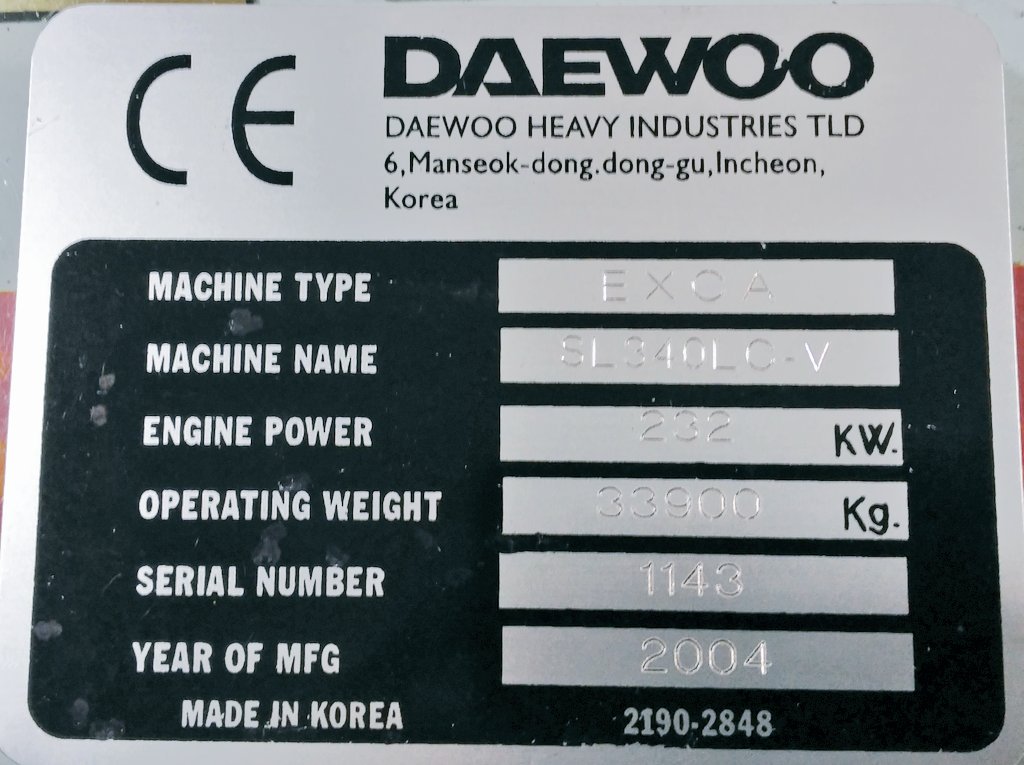 CE DAEWOO
DAEWOO HEAVY INDUSTRIES TLD
6,Manseok-dong.dong-gu,Incheon,
Korea
MACHINE TYPE EXCA
MACHINE NAME SL340LC-V
ENGINE POWER 232 KW.
OPERATING WEIGHT 33900 Kg.
SERIAL NUMBER 1143
YEAR OF MFG 2004
MADE IN KOREA 2190-2848